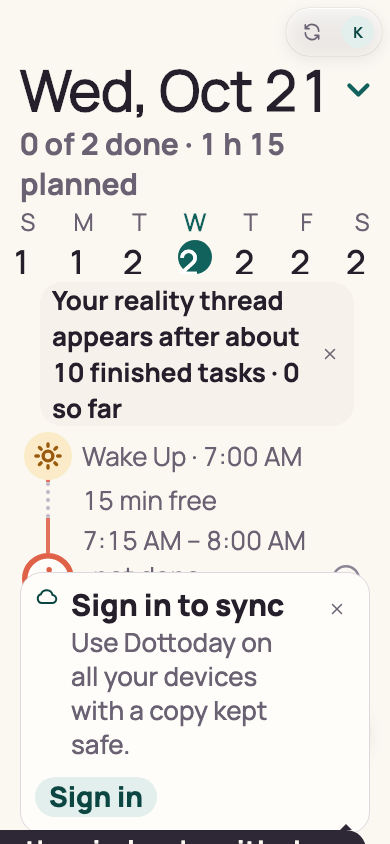 K
Wed, Oct 21
0 of 2 done · 1 h 15
planned
S M T W T F S
1 1 2 2 2 2 2
Your reality thread
appears after about
10 finished tasks · 0
so far
Wake Up · 7:00 AM
15 min free
7:15 AM – 8:00 AM
Sign in to sync
Use Dottoday on
all your devices
with a copy kept
safe.
Sign in